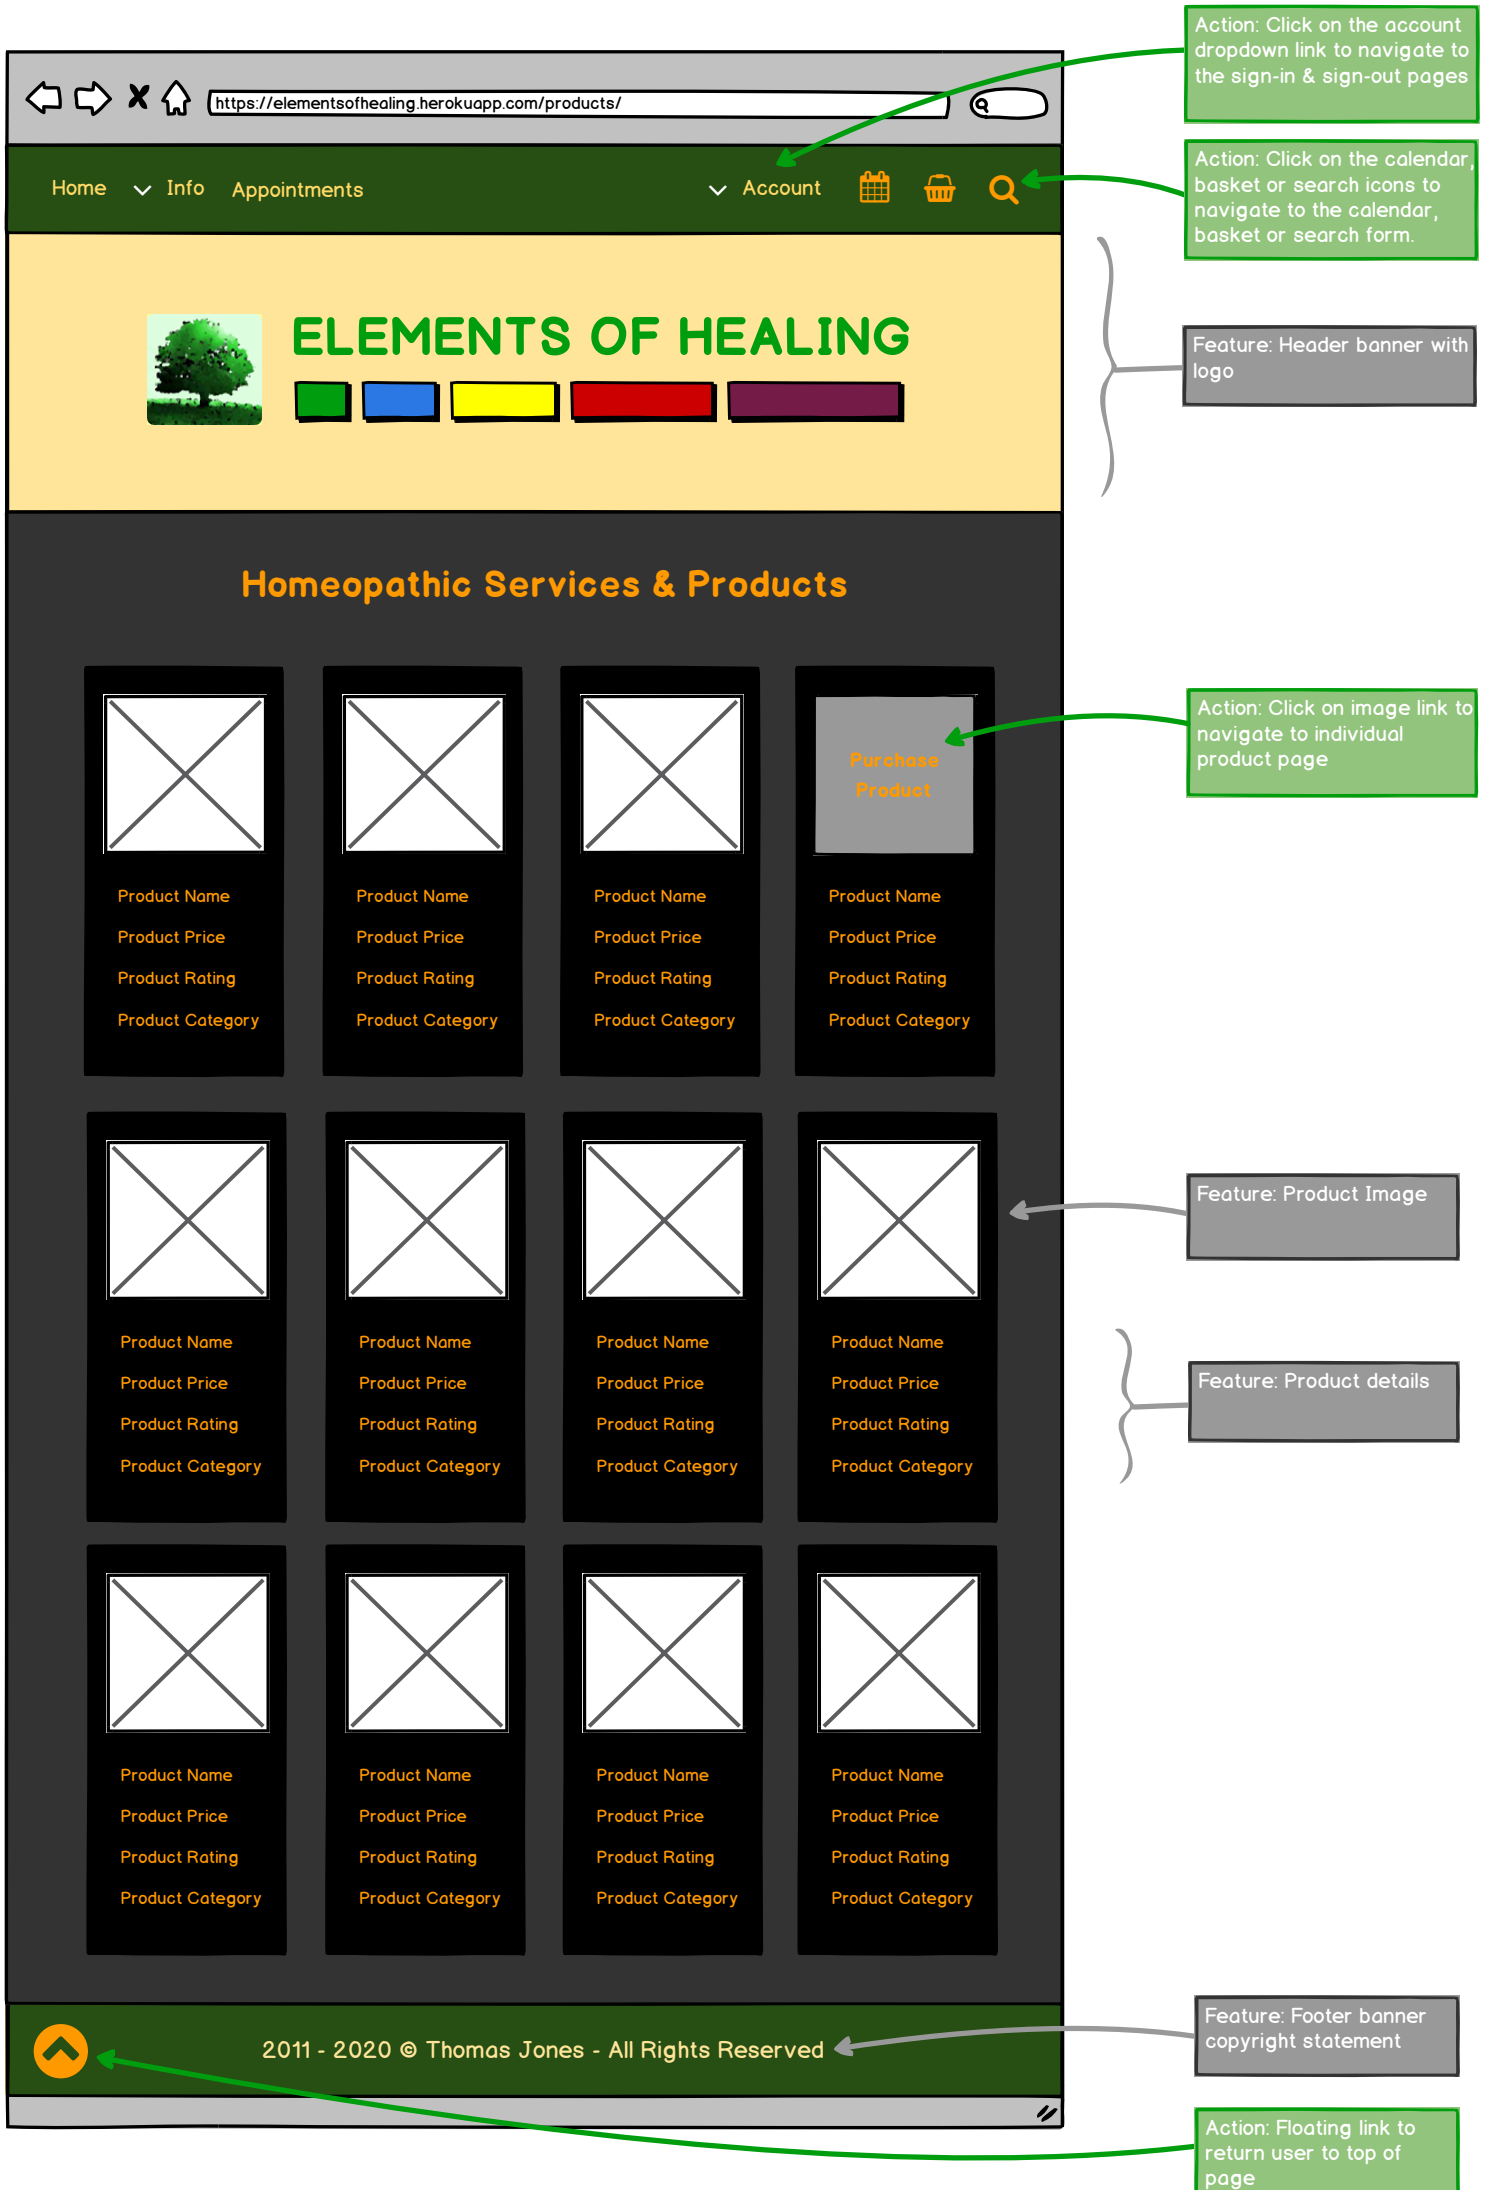 Action: Click on the account
dropdown link to navigate to
the sign-in & sign-out pages
https://elementsofhealing.herokuapp.com/products/
Home Info Appointments Account
Action: Click on the calendar,
basket or search icons to
navigate to the calendar,
basket or search form.
ELEMENTS OF HEALING
Feature: Header banner with
logo
Homeopathic Services & Products
Purchase
Product
Action: Click on image link to
navigate to individual
product page
Product Name Product Name Product Name Product Name
Product Price Product Price Product Price Product Price
Product Rating Product Rating Product Rating Product Rating
Product Category Product Category Product Category Product Category
Feature: Product Image
Product Name Product Name Product Name Product Name
Product Price Product Price Product Price Product Price
Product Rating Product Rating Product Rating Product Rating
Product Category Product Category Product Category Product Category
Feature: Product details
Product Name Product Name Product Name Product Name
Product Price Product Price Product Price Product Price
Product Rating Product Rating Product Rating Product Rating
Product Category Product Category Product Category Product Category
2011 - 2020 © Thomas Jones - All Rights Reserved
Feature: Footer banner
copyright statement
Action: Floating link to
return user to top of
page